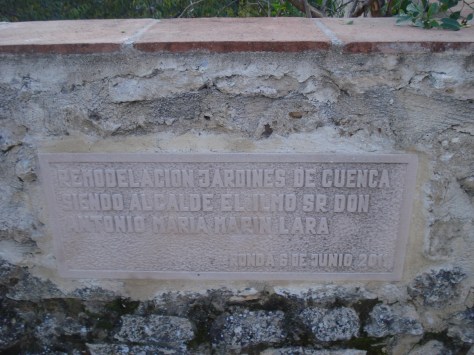 REMODELACION JARDINES DE CUENCA
SIENDO ALCALDE EL ILMO SR DON
ANTONIO MARIA MARIN LARA
RONDA 6 DE JUNIO